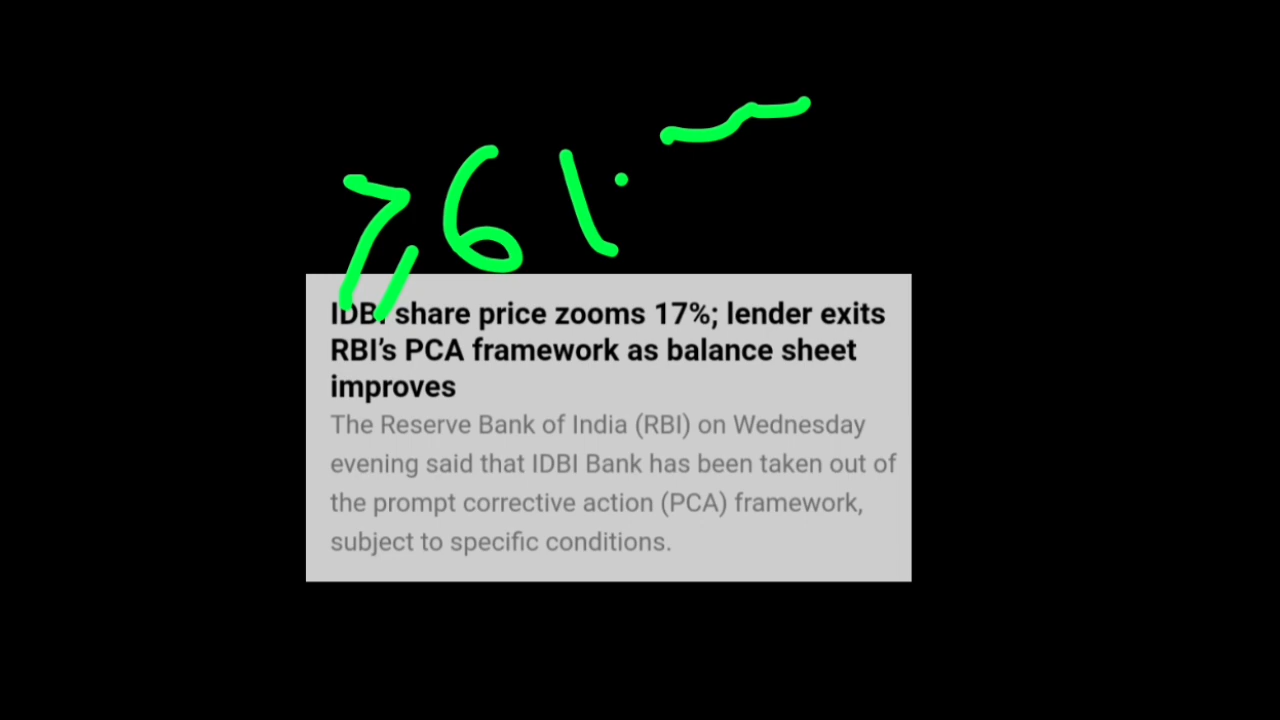 7,61.
IDBI share price zooms 17%; lender exits
RBI's PCA framework as balance sheet
improves
The Reserve Bank of India (RBI) on Wednesday
evening said that IDBI Bank has been taken out of
the prompt corrective action (PCA) framework,
subject to specific conditions.